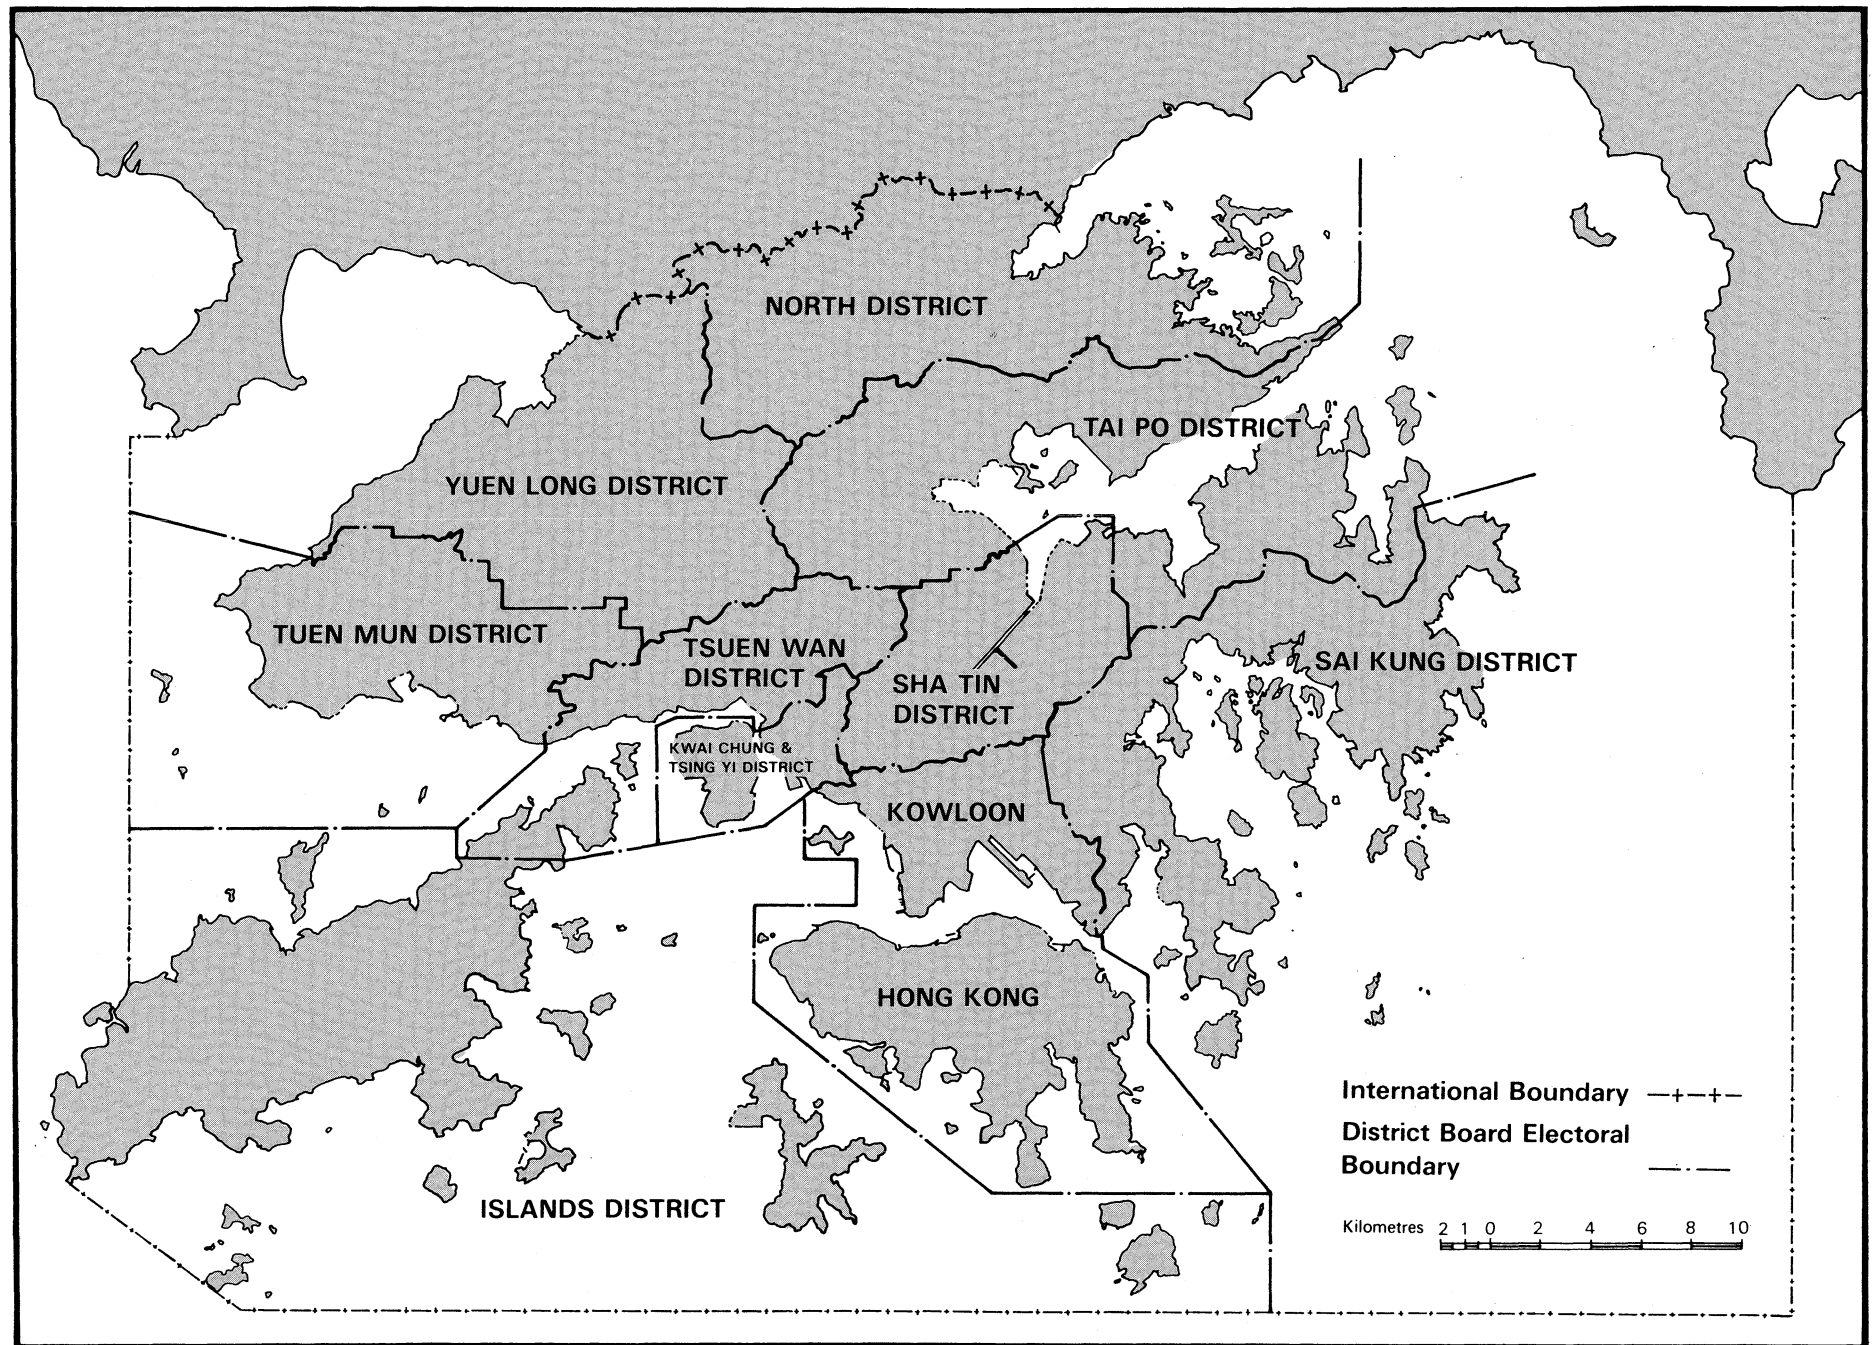 NORTH DISTRICT
TAI PO DISTRICT
YUEN LONG DISTRICT
TUEN MUN DISTRICT
TSUEN WAN
DISTRICT
SAI KUNG DISTRICT
SHA TIN
DISTRICT
KWAI CHUNG &
TSING YI DISTRICT
KOWLOON
HONG KONG
ISLANDS DISTRICT
International Boundary
District Board Electoral
Boundary
Kilometres 2 1 0 2 4 6 8 10